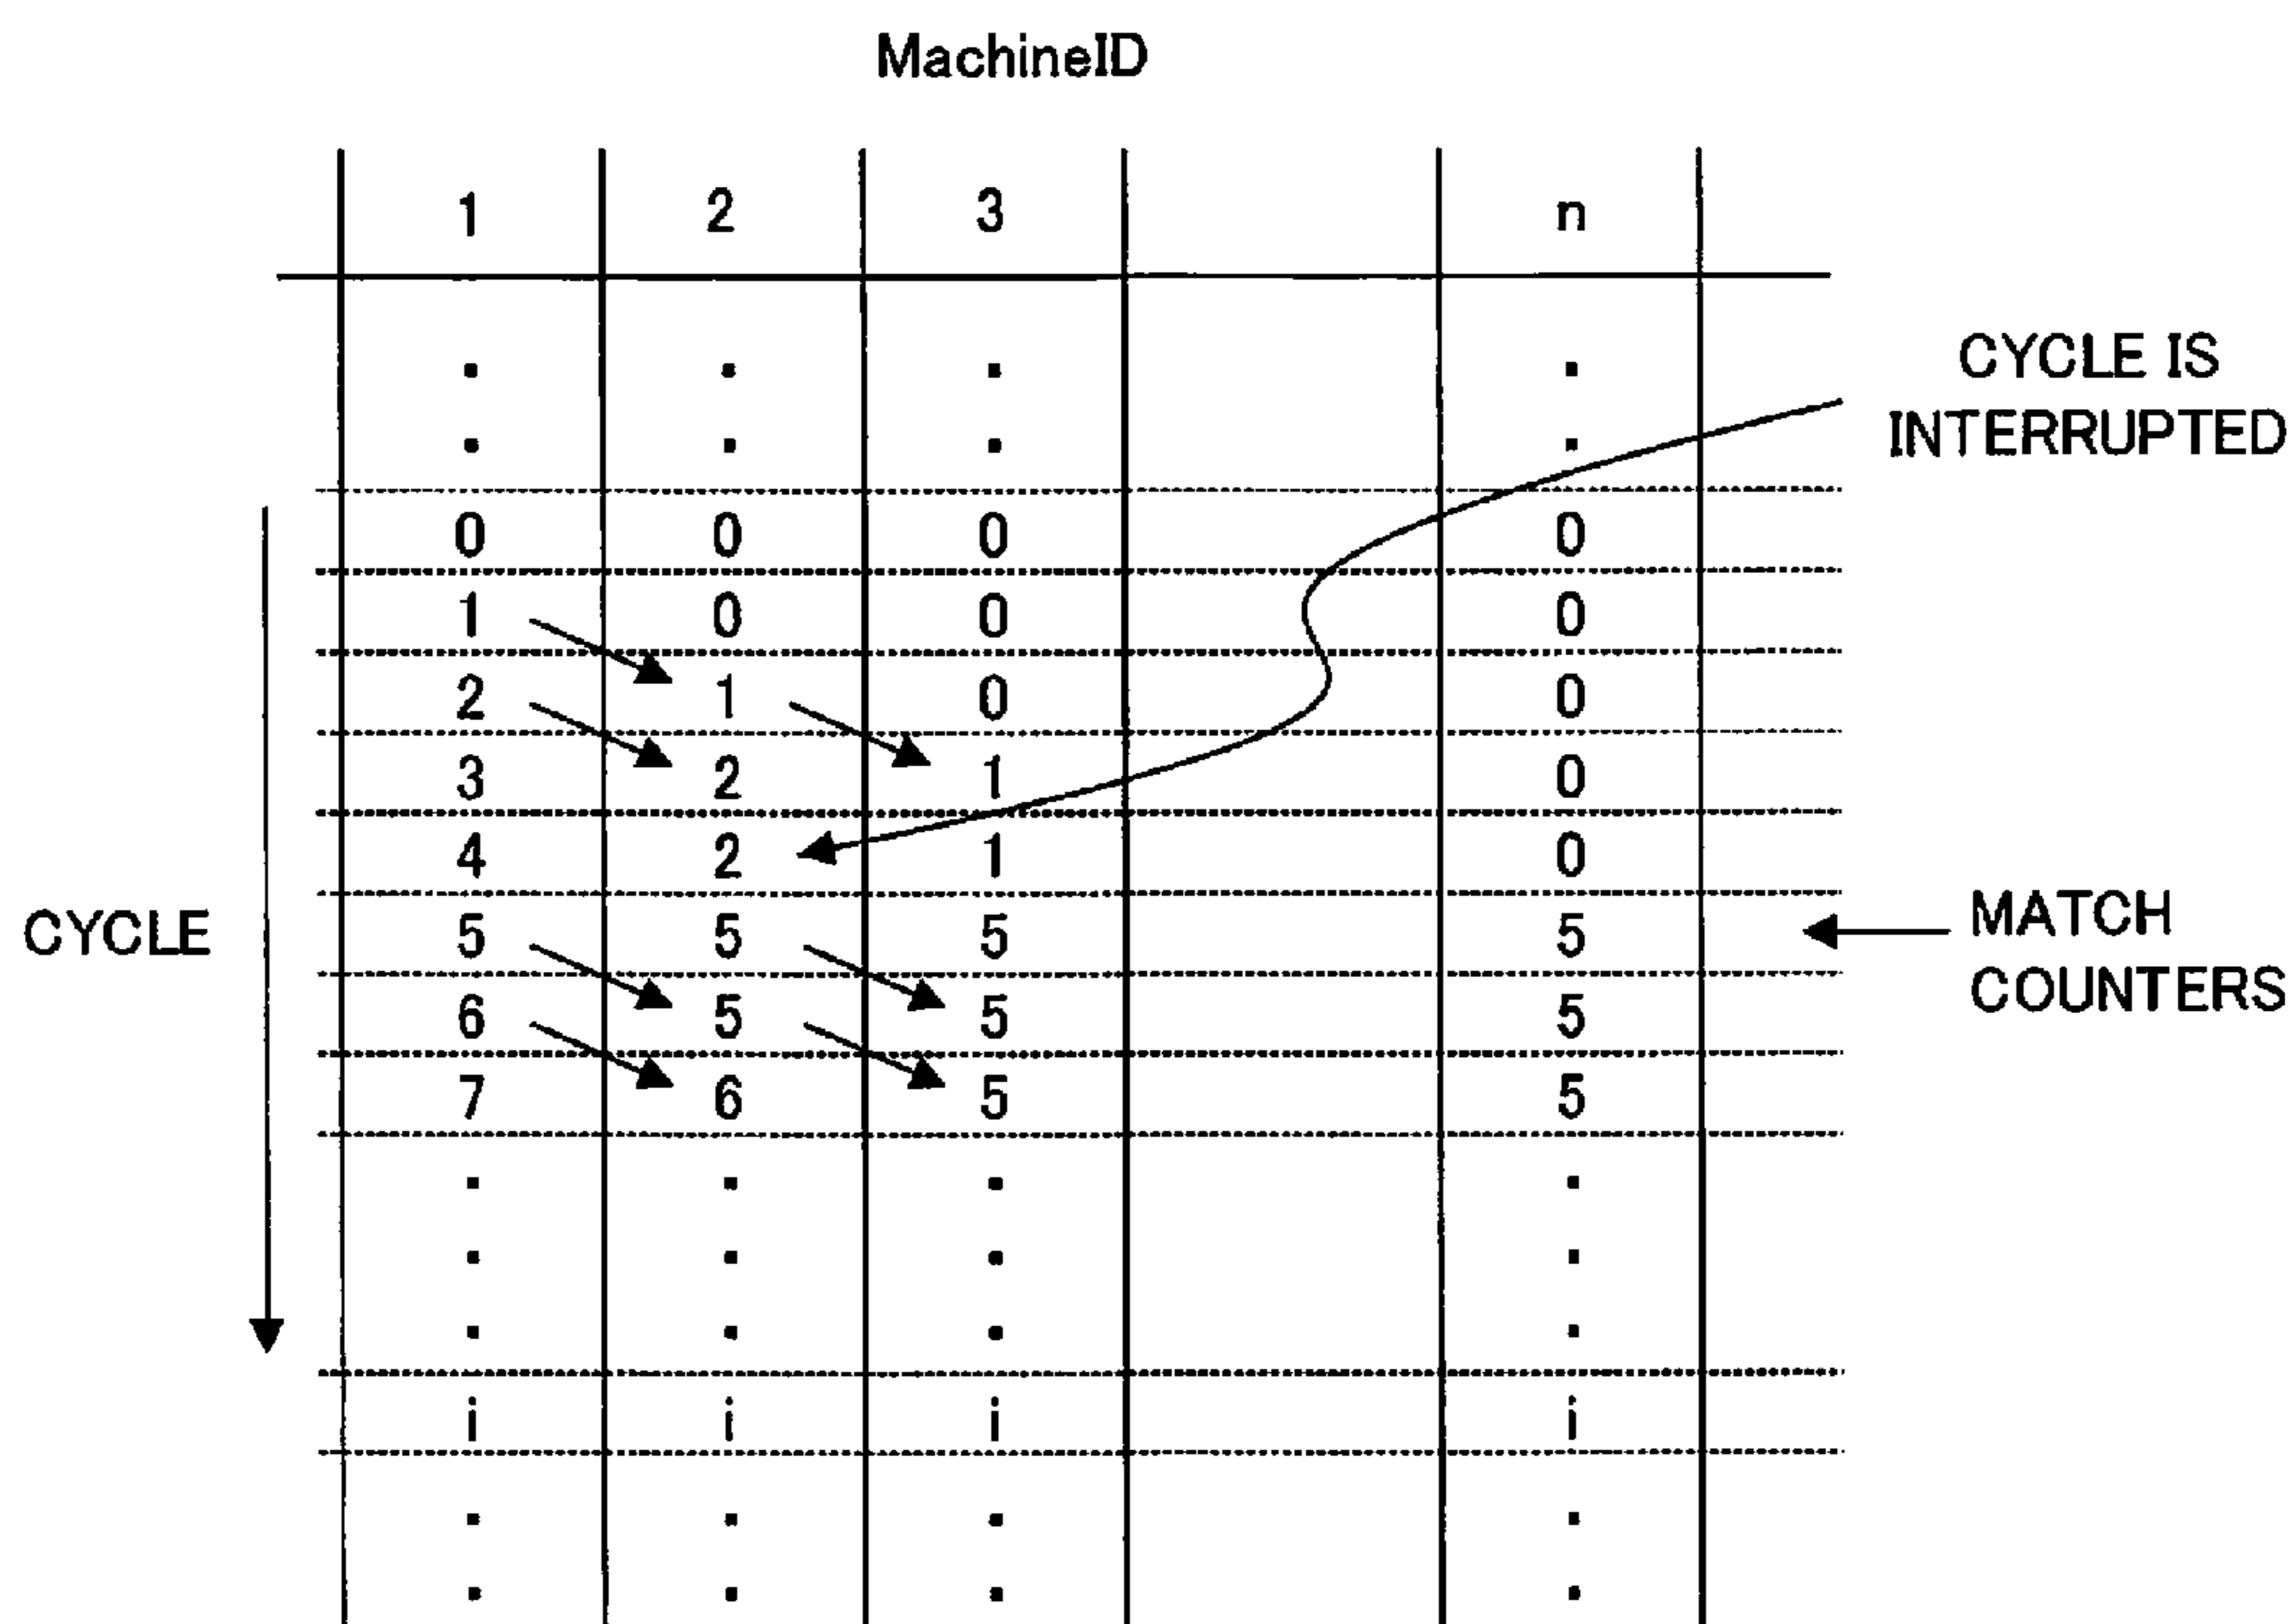 MachineID
1 2 3 n
. . . .
. . . .
CYCLE IS
INTERRUPTED
0 0 0 0
1 0 0 0
2 1 0 0
3 2 1 0
4 2 1 0
CYCLE
5 5 5 5
MATCH
COUNTERS
6 5 5 5
7 6 5 5
. . . .
. . . .
. . . .
i i i i
. . . .
. . . .